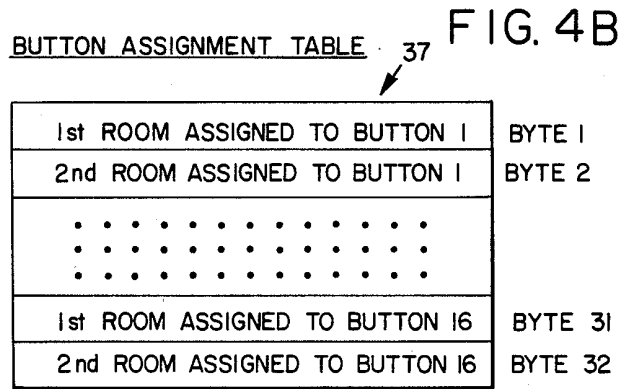 FIG. 4B
BUTTON ASSIGNMENT TABLE 37
1st ROOM ASSIGNED TO BUTTON 1 BYTE 1
2nd ROOM ASSIGNED TO BUTTON 1 BYTE 2
1st ROOM ASSIGNED TO BUTTON 16 BYTE 31
2nd ROOM ASSIGNED TO BUTTON 16 BYTE 32